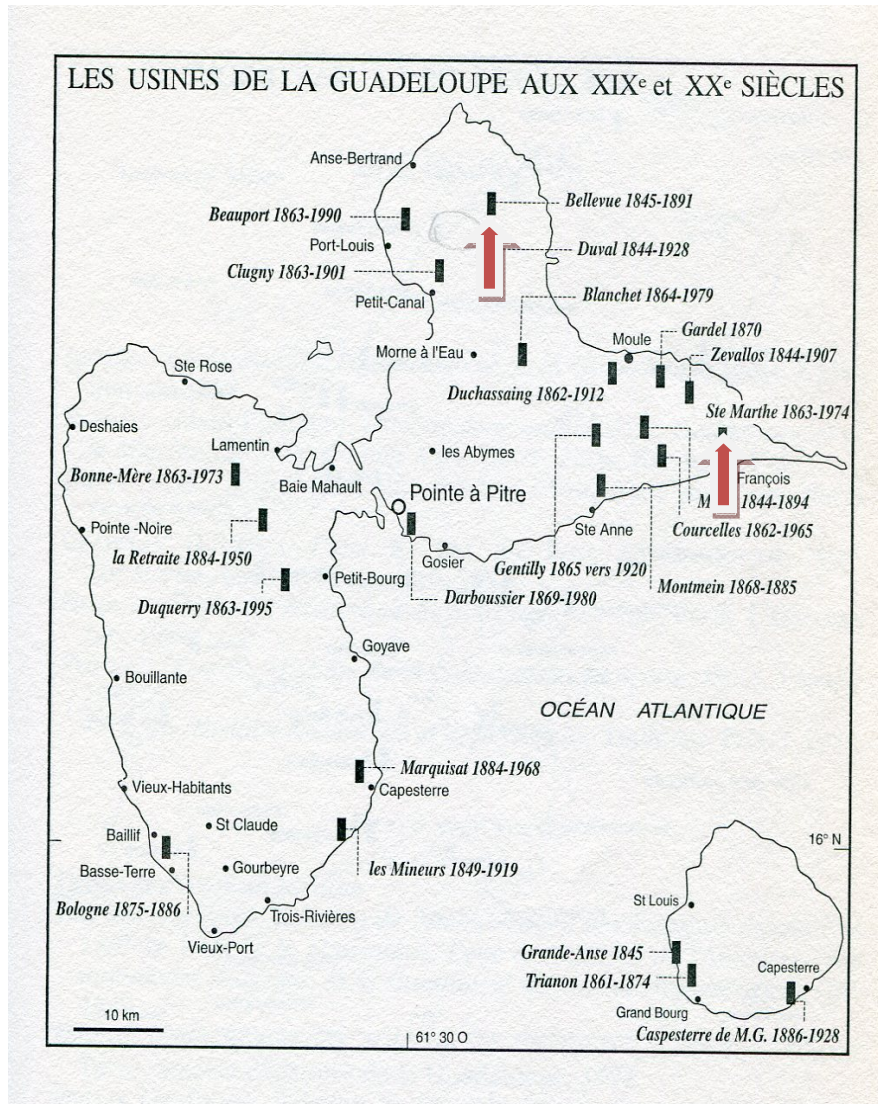 LES USINES DE LA GUADELOUPE AUX XIXe et XXe SIÈCLES
Anse-Bertrand
Bellevue 1845-1891
Beauport 1863-1990
Port-Louis
Duval 1844-1928
Clugny 1863-1901
Petit-Canal
Blanchet 1864-1979
Gardel 1870
Moule
Zevallos 1844-1907
Morne à l'Eau
Ste Rose
Duchassaing 1862-1912
Ste Marthe 1863-1974
Deshaies
Lamentin
les Abymes
Bonne-Mère 1863-1973
François
Baie Mahault
Pointe à Pitre
1844-1894
Pointe -Noire
Ste Anne
Courcelles 1862-1965
la Retraite 1884-1950
Gosier
Gentilly 1865 vers 1920
Petit-Bourg
Montmein 1868-1885
Duquerry 1863-1995
Darboussier 1869-1980
Goyave
Bouillante
OCÉAN ATLANTIQUE
Marquisat 1884-1968
Vieux-Habitants
Capesterre
St Claude
Baillif
16° N
Basse-Terre
Gourbeyre
les Mineurs 1849-1919
Bologne 1875-1886
Trois-Rivières
St Louis
Vieux-Port
Grande-Anse 1845
Capesterre
Trianon 1861-1874
Grand Bourg
10 km
61° 30 O
Caspesterre de M.G. 1886-1928